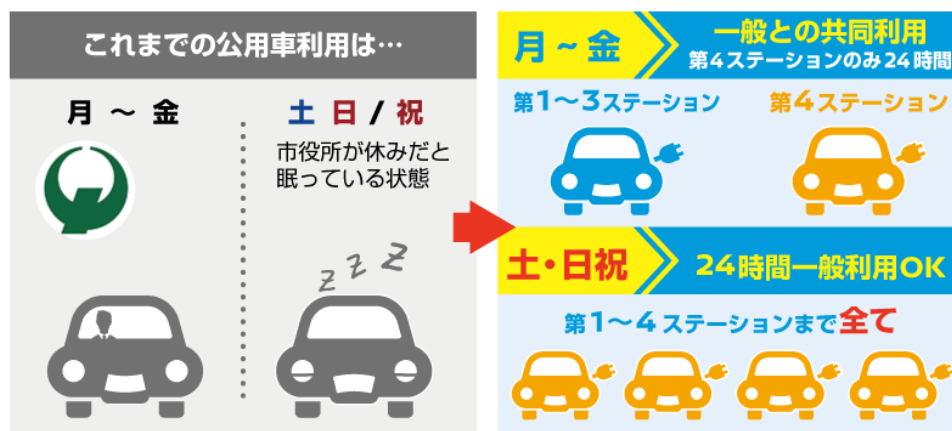 これまでの公用車利用は…
月 ～ 金
土 日 / 祝
市役所が休みだと
眠っている状態
z z z
月 ～ 金
一般との共同利用
第4ステーションのみ24時間
第1～3ステーション
第4ステーション
土・日祝
24時間一般利用OK
第1～4ステーションまで全て